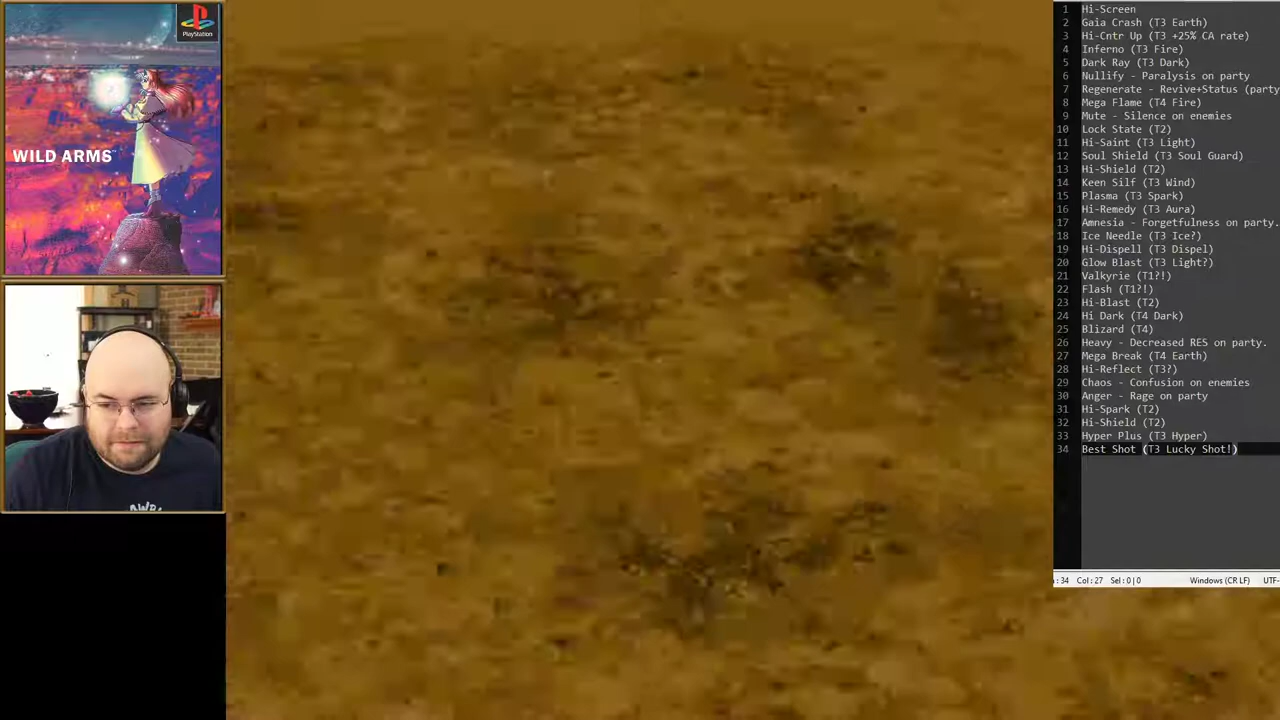 PlayStation
WILD ARMS
1 Hi-Screen
2 Gaia Crash (T3 Earth)
3 Hi-Cntr Up (T3 +25% CA rate)
4 Inferno (T3 Fire)
5 Dark Ray (T3 Dark)
6 Nullify - Paralysis on party
7 Regenerate - Revive+Status (party
8 Mega Flame (T4 Fire)
9 Mute - Silence on enemies
10 Lock State (T2)
11 Hi-Saint (T3 Light)
12 Soul Shield (T3 Soul Guard)
13 Hi-Shield (T2)
14 Keen Silf (T3 Wind)
15 Plasma (T3 Spark)
16 Hi-Remedy (T3 Aura)
17 Amnesia - Forgetfulness on party.
18 Ice Needle (T3 Ice?)
19 Hi-Dispell (T3 Dispel)
20 Glow Blast (T3 Light?)
21 Valkyrie (T1?!)
22 Flash (T1?!)
23 Hi-Blast (T2)
24 Hi Dark (T4 Dark)
25 Blizard (T4)
26 Heavy - Decreased RES on party.
27 Mega Break (T4 Earth)
28 Hi-Reflect (T3?)
29 Chaos - Confusion on enemies
30 Anger - Rage on party
31 Hi-Spark (T2)
32 Hi-Shield (T2)
33 Hyper Plus (T3 Hyper)
34 Best Shot (T3 Lucky Shot!)
: 34 Col : 27 Sel : 0 | 0 Windows (CR LF) UTF-